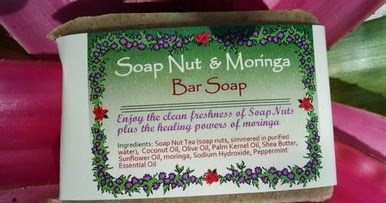 Soap Nut & Moringa
Bar Soap
Enjoy the clean freshness of Soap Nuts
plus the healing powers of moringa
Ingredients: Soap Nut Tea (soap nuts, simmered in purified
water), Coconut Oil, Olive Oil, Palm Kernel Oil, Shea Butter,
Sunflower Oil, moringa, Sodium Hydroxide, Peppermint
Essential Oil